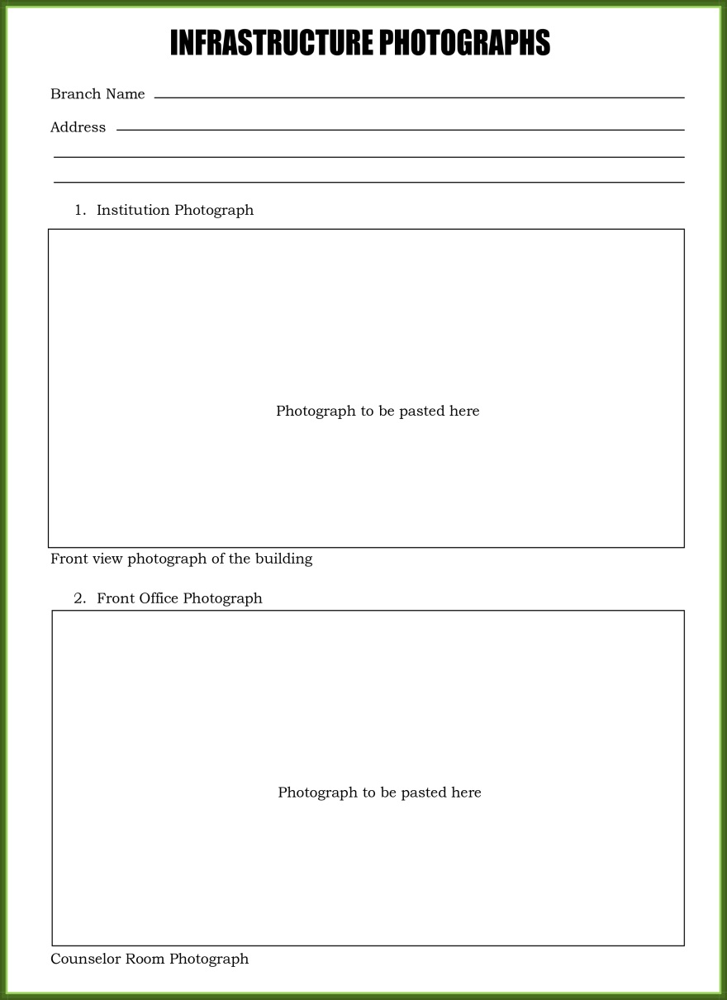 INFRASTRUCTURE PHOTOGRAPHS
Branch Name
Address
1. Institution Photograph
Photograph to be pasted here
Front view photograph of the building
2. Front Office Photograph
Photograph to be pasted here
Counselor Room Photograph